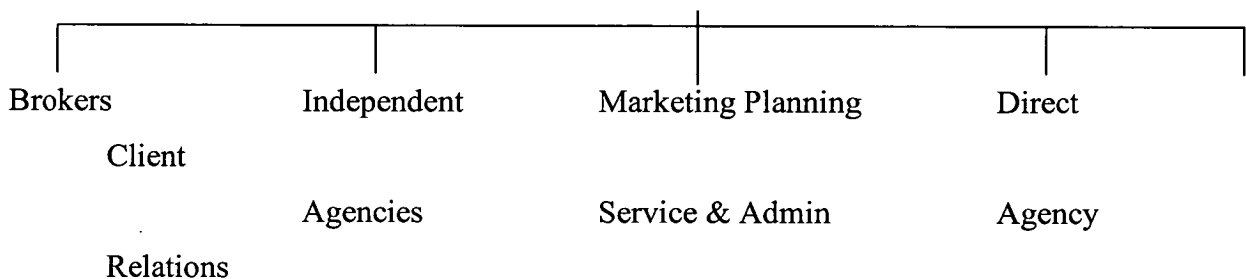 Brokers Independent Marketing Planning Direct
Client
Agencies Service & Admin Agency
Relations